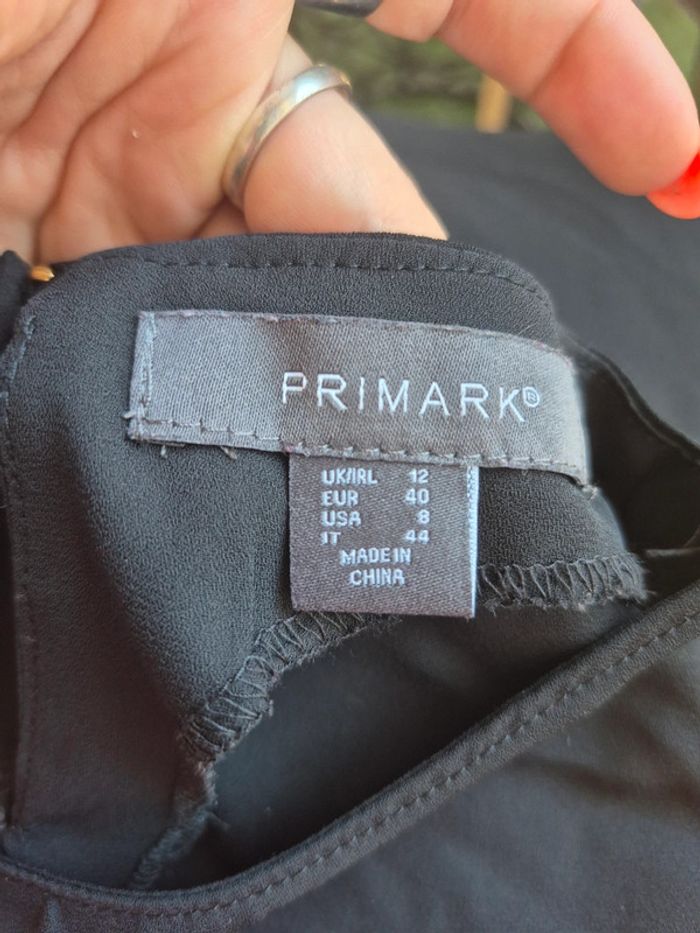 PRIMARK®
UK/IRL 12
EUR 40
USA 8
IT 44
MADE IN
CHINA